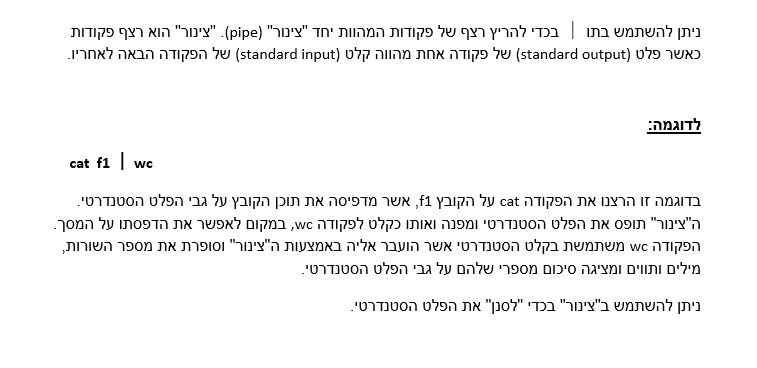 ניתן להשתמש בתו | בכדי להריץ רצף של פקודות המהוות יחד "צינור" (pipe). "צינור" הוא רצף פקודות
כאשר פלט (standard output) של פקודה אחת מהווה קלט (standard input) של הפקודה הבאה לאחריו.
לדוגמה:
cat f1 | wc
בדוגמה זו הרצנו את הפקודה cat על הקובץ f1, אשר מדפיסה את תוכן הקובץ על גבי הפלט הסטנדרטי.
ה"צינור" תופס את הפלט הסטנדרטי ומפנה ואותו כקלט לפקודה wc, במקום לאפשר את הדפסתו על המסך.
הפקודה wc משתמשת בקלט הסטנדרטי אשר הועבר אליה באמצעות ה"צינור" וסופרת את מספר השורות,
מילים ותווים ומציגה סיכום מספרי שלהם על גבי הפלט הסטנדרטי.
ניתן להשתמש ב"צינור" בכדי "לסנן" את הפלט הסטנדרטי.